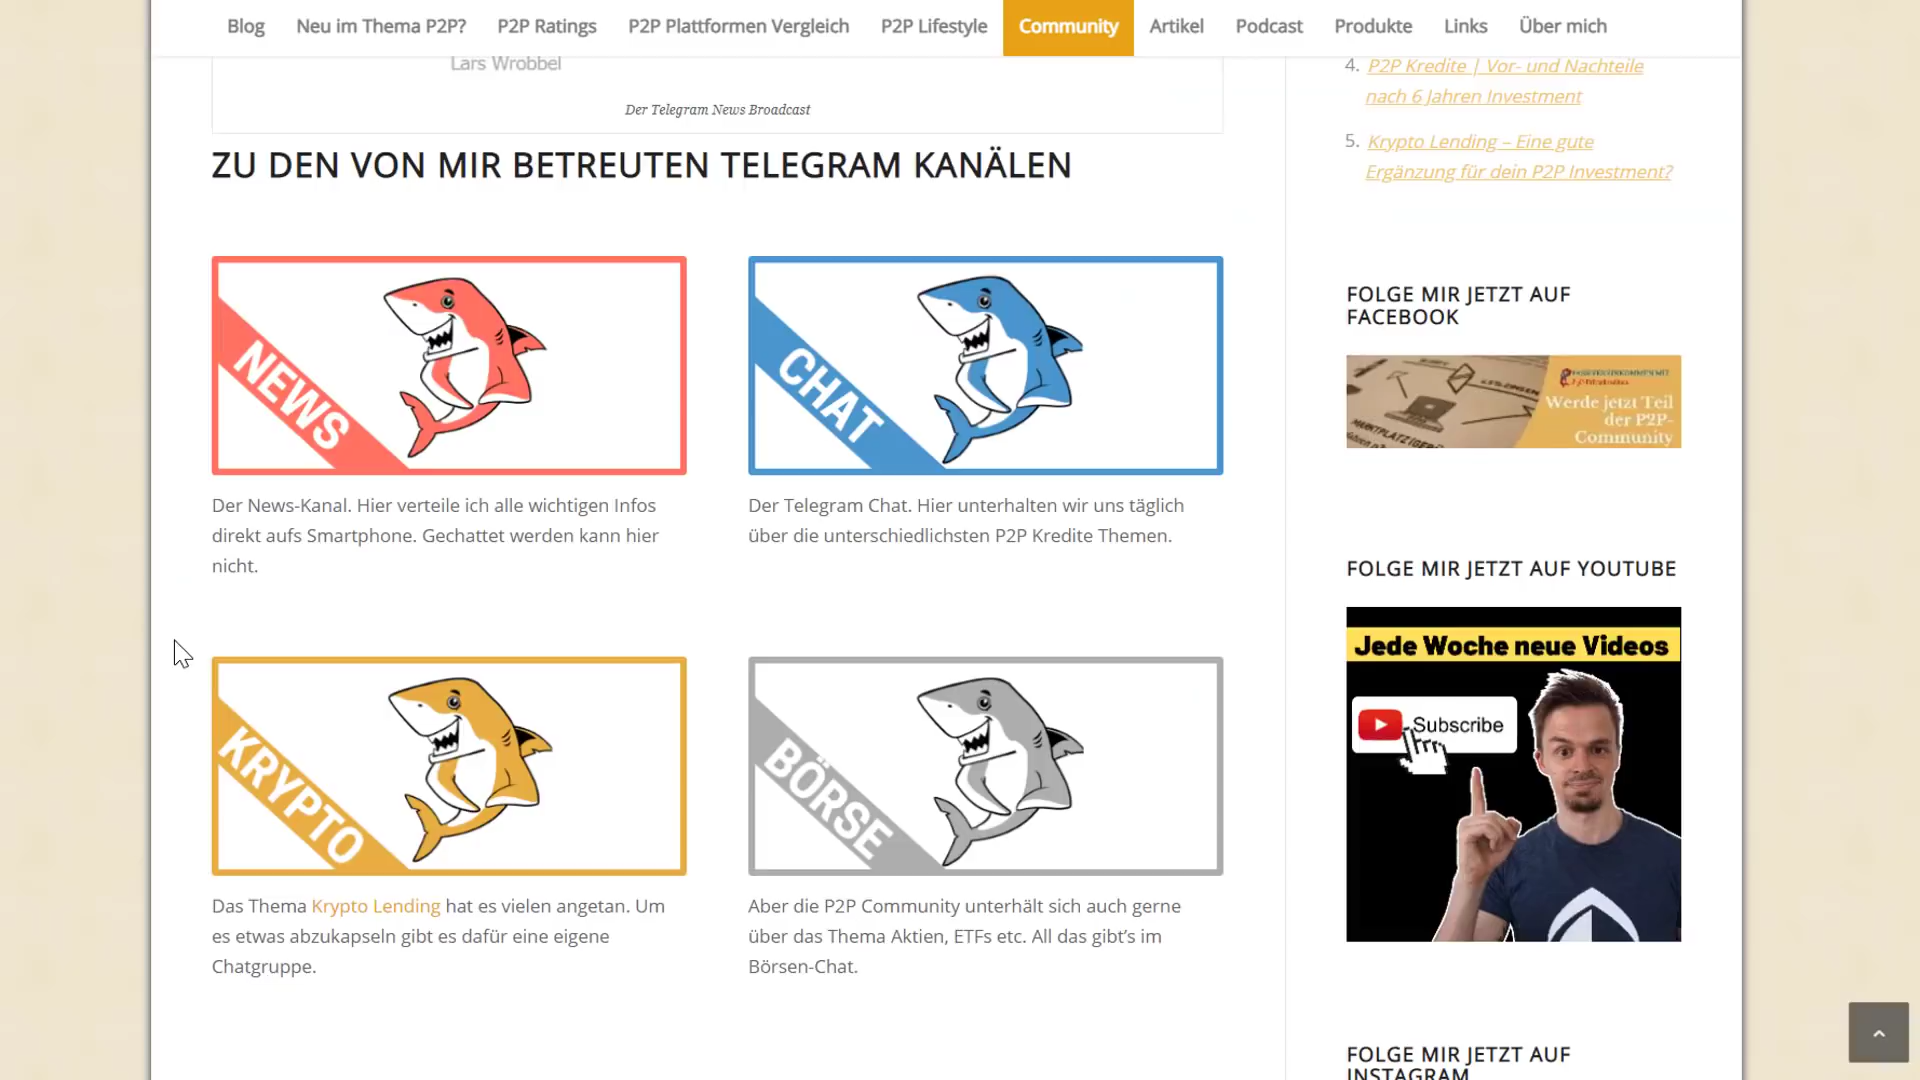 Blog Neu im Thema P2P? P2P Ratings P2P Plattformen Vergleich P2P Lifestyle Community Artikel Podcast Produkte Links Über mich
Lars Wrobbel
Der Telegram News Broadcast
ZU DEN VON MIR BETREUTEN TELEGRAM KANÄLEN
NEWS
CHAT
Der News-Kanal. Hier verteile ich alle wichtigen Infos
direkt aufs Smartphone. Gechattet werden kann hier
nicht.
Der Telegram Chat. Hier unterhalten wir uns täglich
über die unterschiedlichsten P2P Kredite Themen.
KRYPTO
BÖRSE
Das Thema Krypto Lending hat es vielen angetan. Um
es etwas abzukapseln gibt es dafür eine eigene
Chatgruppe.
Aber die P2P Community unterhält sich auch gerne
über das Thema Aktien, ETFs etc. All das gibt's im
Börsen-Chat.
4. P2P Kredite | Vor- und Nachteile
nach 6 Jahren Investment
5. Krypto Lending – Eine gute
Ergänzung für dein P2P Investment?
FOLGE MIR JETZT AUF
FACEBOOK
Werde jetzt Teil
der P2P-
Community
FOLGE MIR JETZT AUF YOUTUBE
Jede Woche neue Videos
Subscribe
FOLGE MIR JETZT AUF
INSTAGRAM